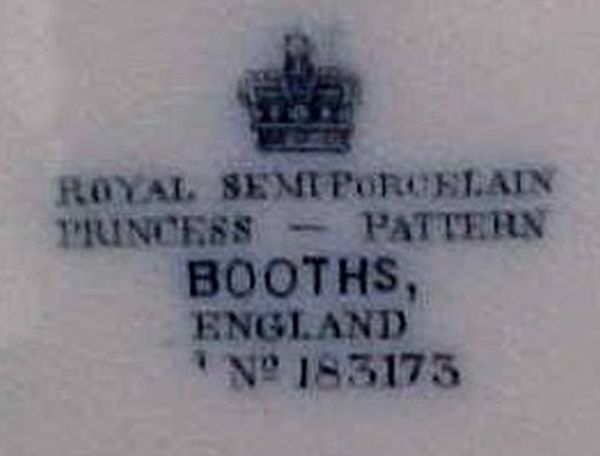 ROYAL SEMI PORCELAIN
PRINCESS — PATTERN
BOOTHS,
ENGLAND
Nº 183173